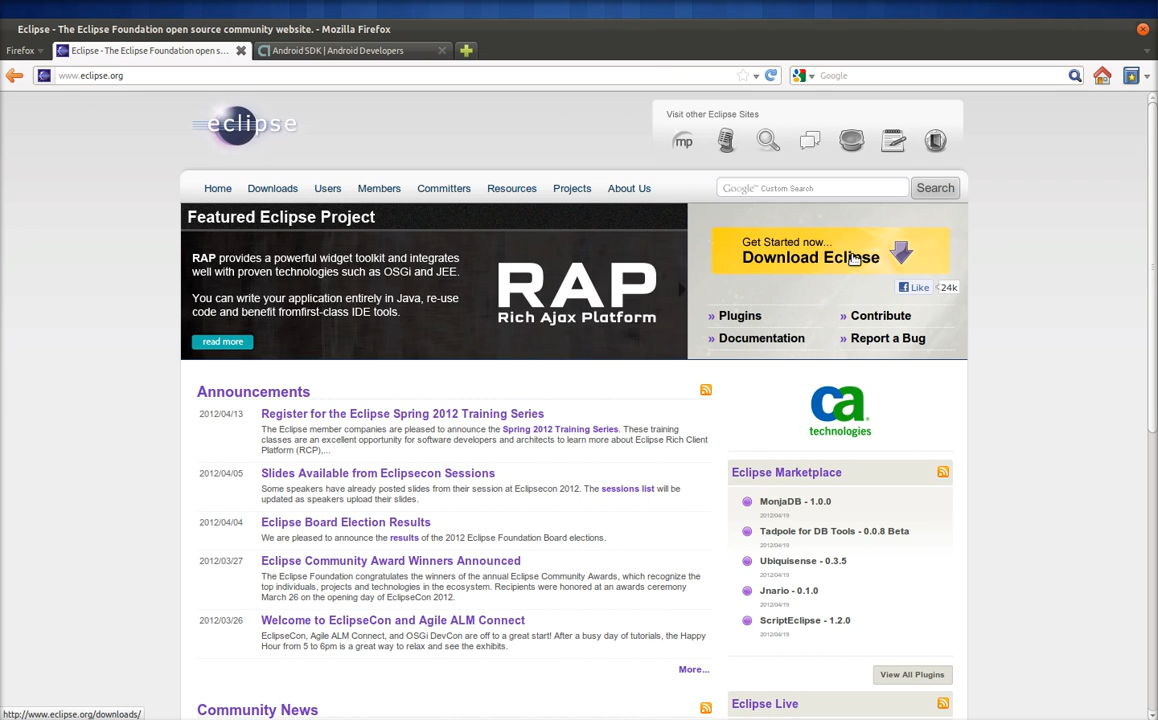 Eclipse - The Eclipse Foundation open source community website. - Mozilla Firefox
Firefox
Eclipse - The Eclipse Foundation open s...
Android SDK | Android Developers
www.eclipse.org
Google
eclipse
Visit other Eclipse Sites
mp
Home Downloads Users Members Committers Resources Projects About Us
Google™ Custom Search
Search
Featured Eclipse Project
RAP provides a powerful widget toolkit and integrates
well with proven technologies such as OSGi and JEE.
You can write your application entirely in Java, re-use
code and benefit fromfirst-class IDE tools.
read more
RAP
Rich Ajax Platform
Get Started now...
Download Eclipse
Like 24k
» Plugins » Contribute
» Documentation » Report a Bug
Announcements
2012/04/13 Register for the Eclipse Spring 2012 Training Series
The Eclipse member companies are pleased to announce the Spring 2012 Training Series. These training
classes are an excellent opportunity for software developers and architects to learn more about Eclipse Rich Client
Platform (RCP),...
2012/04/05 Slides Available from Eclipsecon Sessions
Some speakers have already posted slides from their session at Eclipsecon 2012. The sessions list will be
updated as speakers upload their slides.
2012/04/04 Eclipse Board Election Results
We are pleased to announce the results of the 2012 Eclipse Foundation Board elections.
2012/03/27 Eclipse Community Award Winners Announced
The Eclipse Foundation congratulates the winners of the annual Eclipse Community Awards, which recognize the
top individuals, projects and technologies in the ecosystem. Recipients were honored at an awards ceremony
March 26 on the opening day of EclipseCon 2012.
2012/03/26 Welcome to EclipseCon and Agile ALM Connect
EclipseCon, Agile ALM Connect, and OSGi DevCon are off to a great start! After a busy day of tutorials, the Happy
Hour from 5 to 6pm is a great way to relax and see the exhibits.
More...
Community News
ca
technologies
Eclipse Marketplace
MonjaDB - 1.0.0
2012/04/19
Tadpole for DB Tools - 0.0.8 Beta
2012/04/19
Ubiquisense - 0.3.5
2012/04/19
Jnario - 0.1.0
2012/04/19
ScriptEclipse - 1.2.0
2012/04/19
View All Plugins
Eclipse Live
http://www.eclipse.org/downloads/